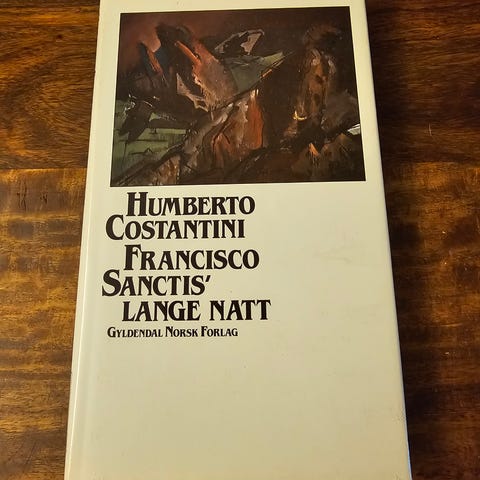 HUMBERTO
COSTANTINI
FRANCISCO
SANCTIS'
LANGE NATT
GYLDENDAL NORSK FORLAG